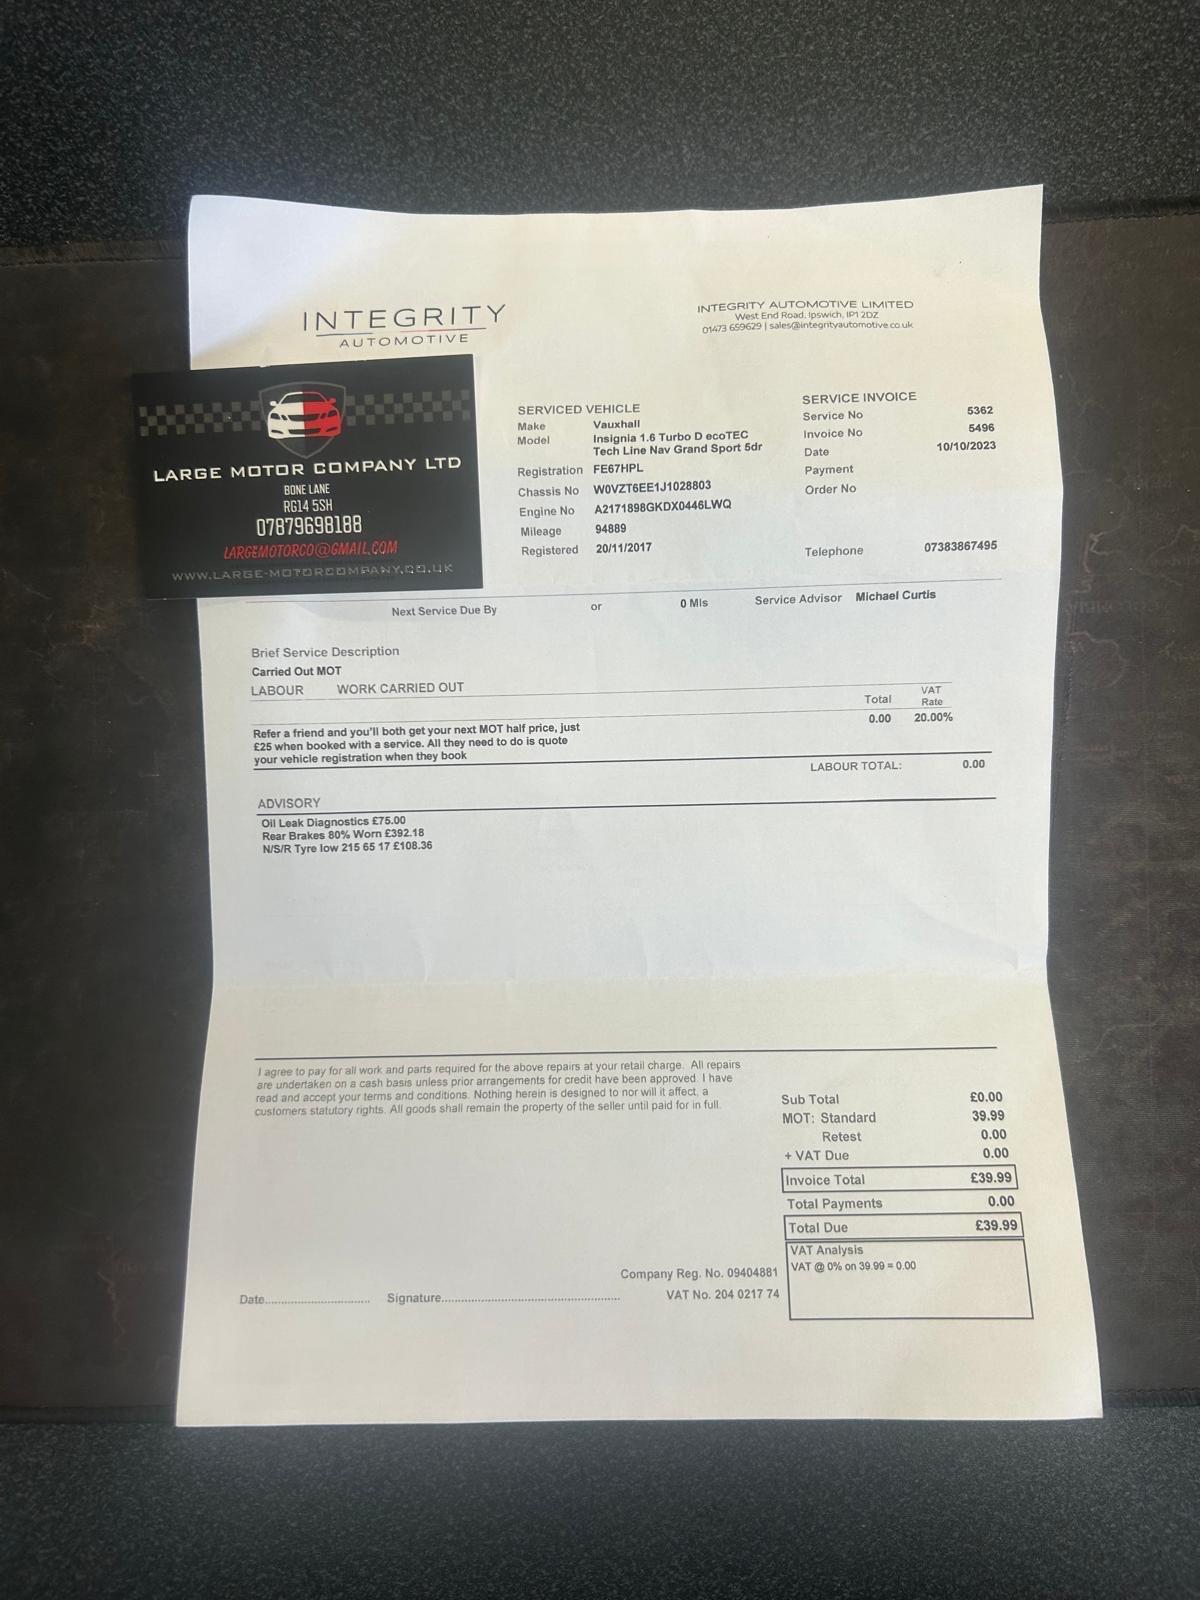 INTEGRITY
AUTOMOTIVE
INTEGRITY AUTOMOTIVE LIMITED
West End Road, Ipswich, IP1 2DZ
01473 659629 | sales@integrityautomotive.co.uk
LARGE MOTOR COMPANY LTD
BONE LANE
RG14 5SH
07879698188
LARGEMOTORCO@GMAIL.COM
WWW.LARGE-MOTORCOMPANY.CO.UK
SERVICED VEHICLE
Make Vauxhall
Model Insignia 1.6 Turbo D ecoTEC
Tech Line Nav Grand Sport 5dr
Registration FE67HPL
Chassis No W0VZT6EE1J1028803
Engine No A2171898GKDX0446LWQ
Mileage 94889
Registered 20/11/2017
SERVICE INVOICE
Service No 5362
Invoice No 5496
Date 10/10/2023
Payment
Order No
Telephone 07383867495
Next Service Due By or 0 Mls Service Advisor Michael Curtis
Brief Service Description
Carried Out MOT
LABOUR WORK CARRIED OUT
Total VAT Rate
Refer a friend and you'll both get your next MOT half price, just 0.00 20.00%
£25 when booked with a service. All they need to do is quote
your vehicle registration when they book
LABOUR TOTAL: 0.00
ADVISORY
Oil Leak Diagnostics £75.00
Rear Brakes 80% Worn £392.18
N/S/R Tyre low 215 65 17 £108.36
I agree to pay for all work and parts required for the above repairs at your retail charge. All repairs
are undertaken on a cash basis unless prior arrangements for credit have been approved. I have
read and accept your terms and conditions. Nothing herein is designed to nor will it affect, a
customers statutory rights. All goods shall remain the property of the seller until paid for in full.
Sub Total £0.00
MOT: Standard 39.99
Retest 0.00
+ VAT Due 0.00
Invoice Total £39.99
Total Payments 0.00
Total Due £39.99
VAT Analysis
VAT @ 0% on 39.99 = 0.00
Company Reg. No. 09404881
VAT No. 204 0217 74
Date.............................. Signature..................................................